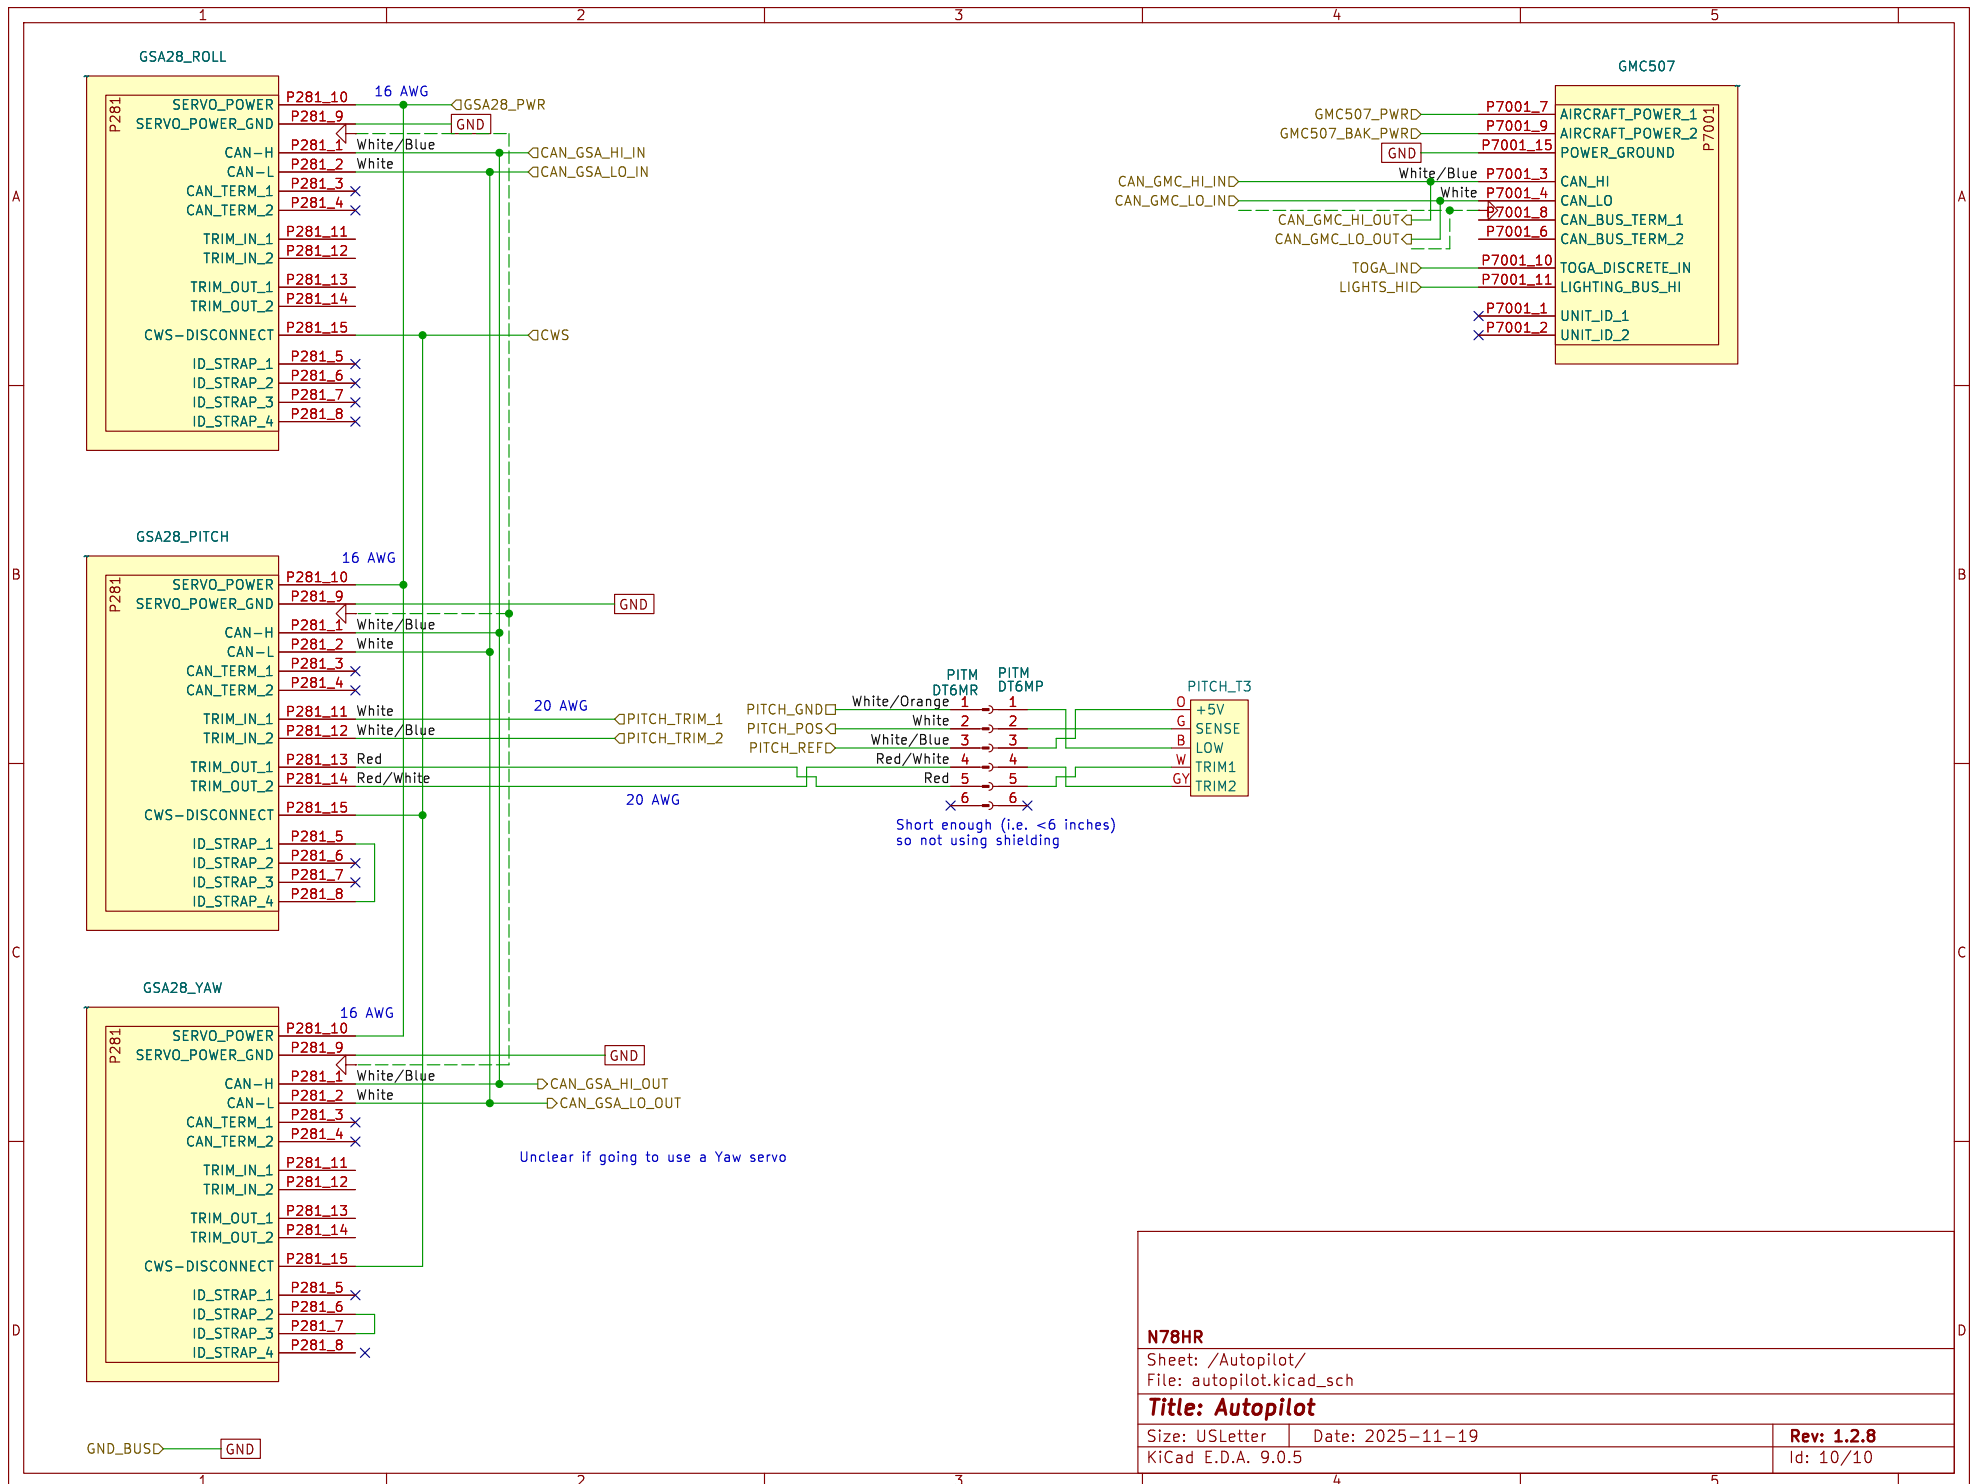 1 2 3 4 5
A
B
C
D
A
B
C
D
1 2 3 4 5
GSA28_ROLL
P281
16 AWG
SERVO_POWER P281_10 GSA28_PWR
SERVO_POWER_GND P281_9 GND
CAN-H P281_1 White/Blue CAN_GSA_HI_IN
CAN-L P281_2 White CAN_GSA_LO_IN
CAN_TERM_1 P281_3
CAN_TERM_2 P281_4
TRIM_IN_1 P281_11
TRIM_IN_2 P281_12
TRIM_OUT_1 P281_13
TRIM_OUT_2 P281_14
CWS-DISCONNECT P281_15 CWS
ID_STRAP_1 P281_5
ID_STRAP_2 P281_6
ID_STRAP_3 P281_7
ID_STRAP_4 P281_8
GMC507
P7001
GMC507_PWR P7001_7 AIRCRAFT_POWER_1
GMC507_BAK_PWR P7001_9 AIRCRAFT_POWER_2
GND P7001_15 POWER_GROUND
CAN_GMC_HI_IN White/Blue P7001_3 CAN_HI
CAN_GMC_LO_IN White P7001_4 CAN_LO
CAN_GMC_HI_OUT P7001_8 CAN_BUS_TERM_1
CAN_GMC_LO_OUT P7001_6 CAN_BUS_TERM_2
TOGA_IN P7001_10 TOGA_DISCRETE_IN
LIGHTS_HI P7001_11 LIGHTING_BUS_HI
P7001_1 UNIT_ID_1
P7001_2 UNIT_ID_2
GSA28_PITCH
P281
16 AWG
SERVO_POWER P281_10
SERVO_POWER_GND P281_9 GND
CAN-H P281_1 White/Blue
CAN-L P281_2 White
CAN_TERM_1 P281_3
CAN_TERM_2 P281_4
20 AWG
TRIM_IN_1 P281_11 White PITCH_TRIM_1
TRIM_IN_2 P281_12 White/Blue PITCH_TRIM_2
TRIM_OUT_1 P281_13 Red
TRIM_OUT_2 P281_14 Red/White
20 AWG
CWS-DISCONNECT P281_15
ID_STRAP_1 P281_5
ID_STRAP_2 P281_6
ID_STRAP_3 P281_7
ID_STRAP_4 P281_8
PITM PITM PITCH_T3
DT6MR DT6MP
PITCH_GND White/Orange 1 1 O +5V
PITCH_POS White 2 2 G SENSE
PITCH_REF White/Blue 3 3 B LOW
Red/White 4 4 W TRIM1
Red 5 5 GY TRIM2
6 6
Short enough (i.e. <6 inches)
so not using shielding
GSA28_YAW
P281
16 AWG
SERVO_POWER P281_10
SERVO_POWER_GND P281_9 GND
CAN-H P281_1 White/Blue CAN_GSA_HI_OUT
CAN-L P281_2 White CAN_GSA_LO_OUT
CAN_TERM_1 P281_3
CAN_TERM_2 P281_4
Unclear if going to use a Yaw servo
TRIM_IN_1 P281_11
TRIM_IN_2 P281_12
TRIM_OUT_1 P281_13
TRIM_OUT_2 P281_14
CWS-DISCONNECT P281_15
ID_STRAP_1 P281_5
ID_STRAP_2 P281_6
ID_STRAP_3 P281_7
ID_STRAP_4 P281_8
GND_BUS GND
N78HR
Sheet: /Autopilot/
File: autopilot.kicad_sch
Title: Autopilot
Size: USLetter Date: 2025-11-19 Rev: 1.2.8
KiCad E.D.A. 9.0.5 Id: 10/10